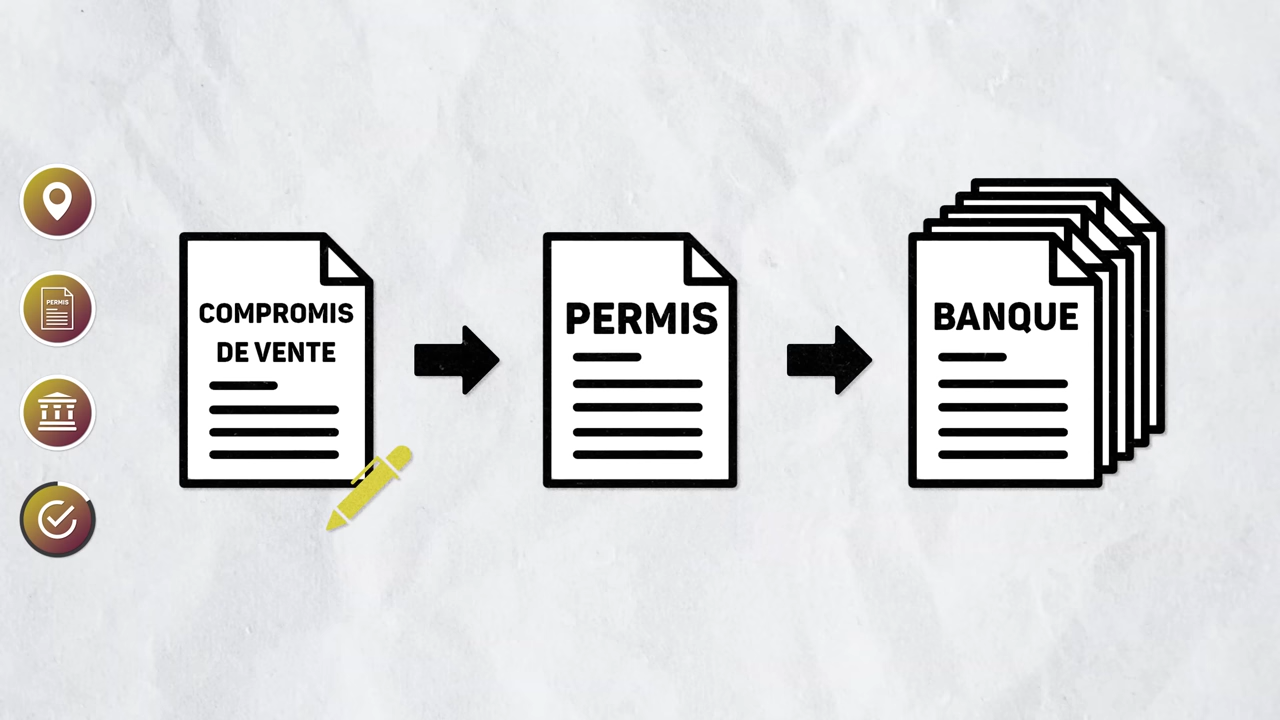 COMPROMIS
DE VENTE
PERMIS
BANQUE
PERMIS